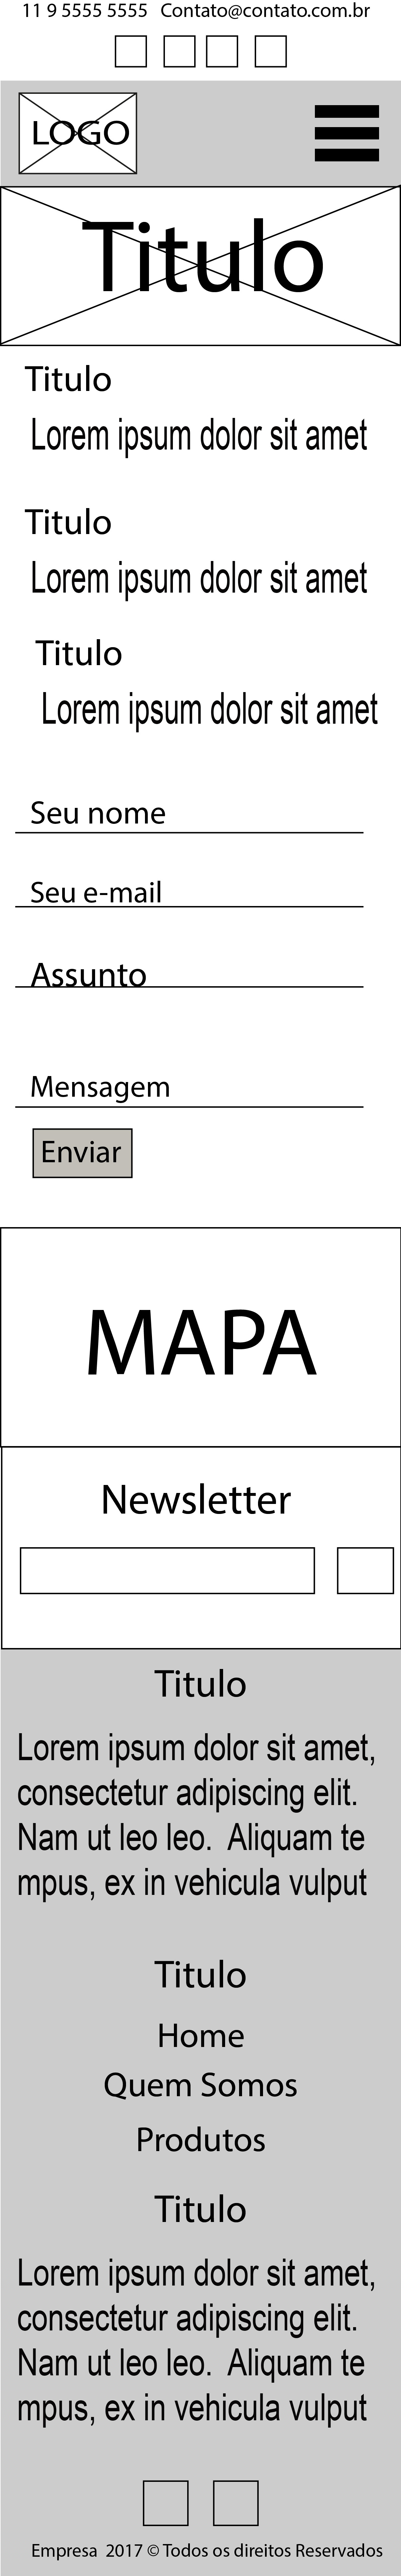 11 9 5555 5555 Contato@contato.com.br
LOGO
Titulo
Titulo
Lorem ipsum dolor sit amet
Titulo
Lorem ipsum dolor sit amet
Titulo
Lorem ipsum dolor sit amet
Seu nome
Seu e-mail
Assunto
Mensagem
Enviar
MAPA
Newsletter
Titulo
Lorem ipsum dolor sit amet,
consectetur adipiscing elit.
Nam ut leo leo. Aliquam te
mpus, ex in vehicula vulput
Titulo
Home
Quem Somos
Produtos
Titulo
Lorem ipsum dolor sit amet,
consectetur adipiscing elit.
Nam ut leo leo. Aliquam te
mpus, ex in vehicula vulput
Empresa 2017 © Todos os direitos Reservados